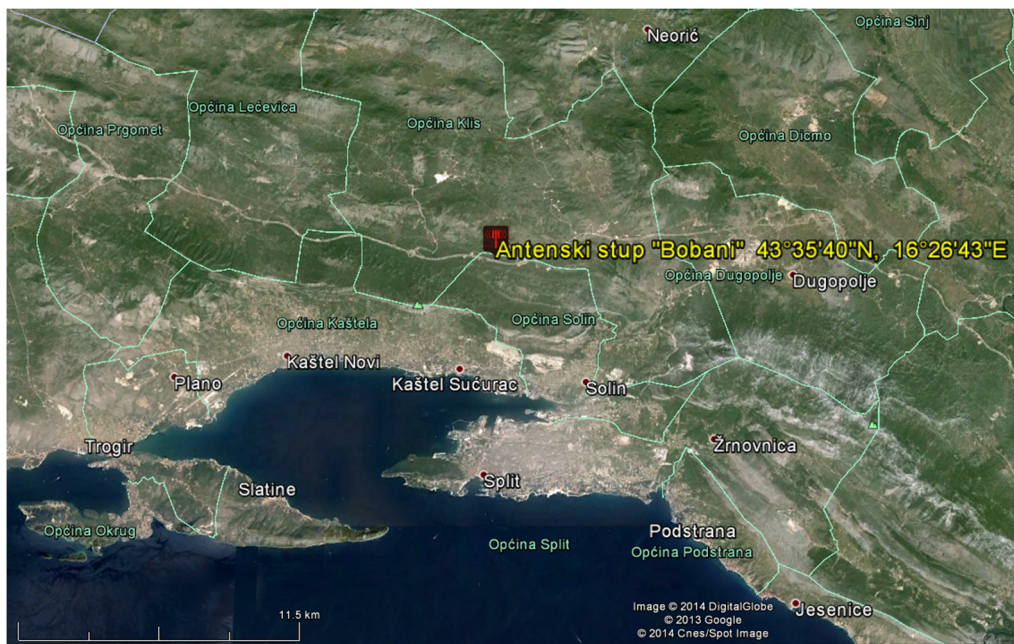 Općina Sinj
Neorić
Općina Lećevica
Općina Prgomet
Općina Klis
Općina Dicmo
Antenski stup "Bobani" 43°35'40"N, 16°26'43"E
Općina Dugopolje
Dugopolje
Općina Kaštela
Općina Solin
Kaštel Novi
Plano
Kaštel Sućurac
Solin
Trogir
Žrnovnica
Split
Slatine
Općina Okrug
Podstrana
Općina Split
Općina Podstrana
Jesenice
11.5 km
Image © 2014 DigitalGlobe
© 2013 Google
© 2014 Cnes/Spot Image